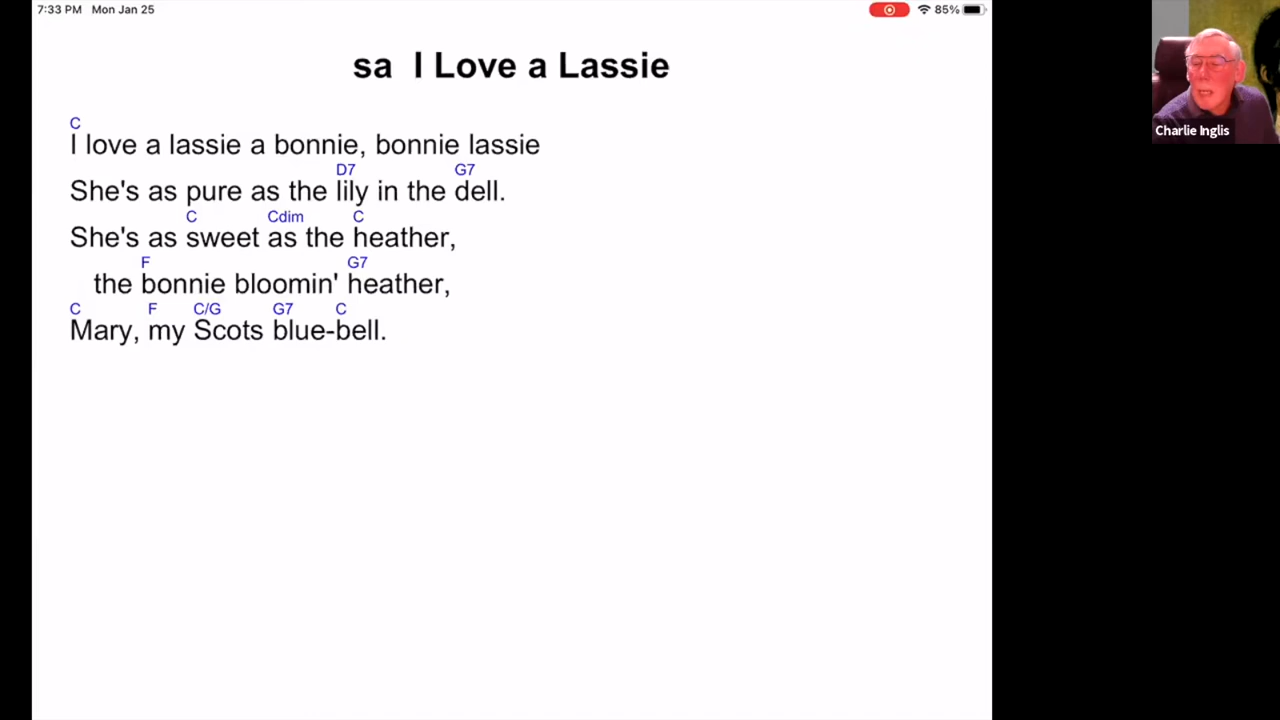 7:33 PM Mon Jan 25
85%
sa I Love a Lassie
C
I love a lassie a bonnie, bonnie lassie
D7 G7
She's as pure as the lily in the dell.
C Cdim C
She's as sweet as the heather,
F G7
the bonnie bloomin' heather,
C F C/G G7 C
Mary, my Scots blue-bell.
Charlie Inglis